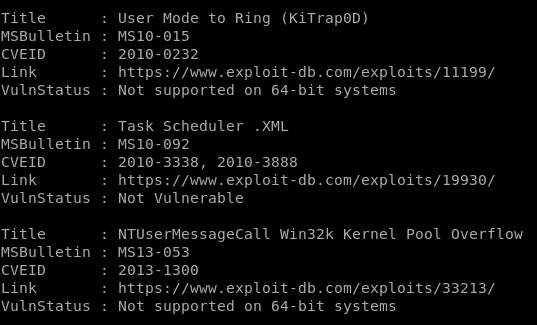 Title      : User Mode to Ring (KiTrap0D)
MSBulletin : MS10-015
CVEID      : 2010-0232
Link       : https://www.exploit-db.com/exploits/11199/
VulnStatus : Not supported on 64-bit systems
Title      : Task Scheduler .XML
MSBulletin : MS10-092
CVEID      : 2010-3338, 2010-3888
Link       : https://www.exploit-db.com/exploits/19930/
VulnStatus : Not Vulnerable
Title      : NTUserMessageCall Win32k Kernel Pool Overflow
MSBulletin : MS13-053
CVEID      : 2013-1300
Link       : https://www.exploit-db.com/exploits/33213/
VulnStatus : Not supported on 64-bit systems